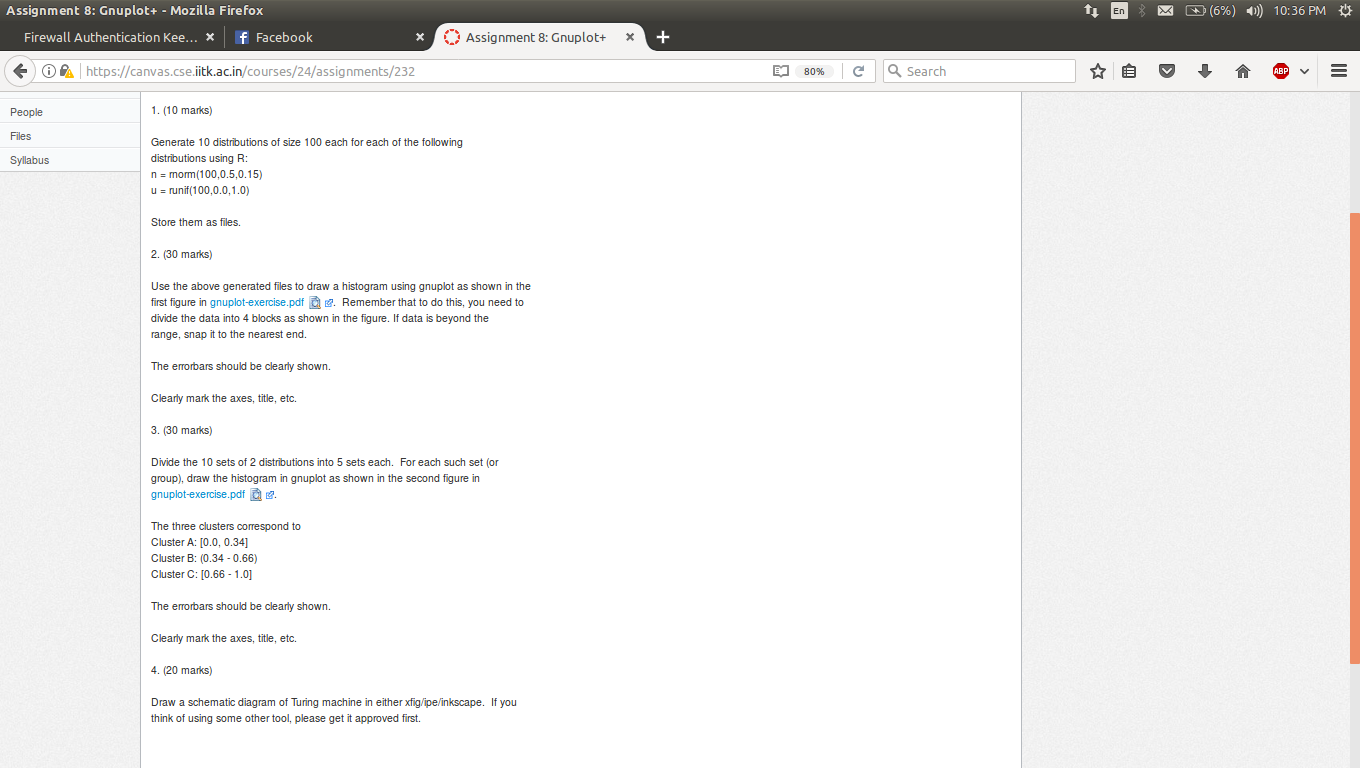 Assignment 8: Gnuplot+ - Mozilla Firefox
En
(6%)
10:36 PM
Firewall Authentication Kee...
Facebook
Assignment 8: Gnuplot+
https://canvas.cse.iitk.ac.in/courses/24/assignments/232
80%
Search
ABP
People
Files
Syllabus
1. (10 marks)
Generate 10 distributions of size 100 each for each of the following
distributions using R:
n = rnorm(100,0.5,0.15)
u = runif(100,0.0,1.0)
Store them as files.
2. (30 marks)
Use the above generated files to draw a histogram using gnuplot as shown in the
first figure in gnuplot-exercise.pdf. Remember that to do this, you need to
divide the data into 4 blocks as shown in the figure. If data is beyond the
range, snap it to the nearest end.
The errorbars should be clearly shown.
Clearly mark the axes, title, etc.
3. (30 marks)
Divide the 10 sets of 2 distributions into 5 sets each. For each such set (or
group), draw the histogram in gnuplot as shown in the second figure in
gnuplot-exercise.pdf.
The three clusters correspond to
Cluster A: [0.0, 0.34]
Cluster B: (0.34 - 0.66)
Cluster C: [0.66 - 1.0]
The errorbars should be clearly shown.
Clearly mark the axes, title, etc.
4. (20 marks)
Draw a schematic diagram of Turing machine in either xfig/ipe/inkscape. If you
think of using some other tool, please get it approved first.